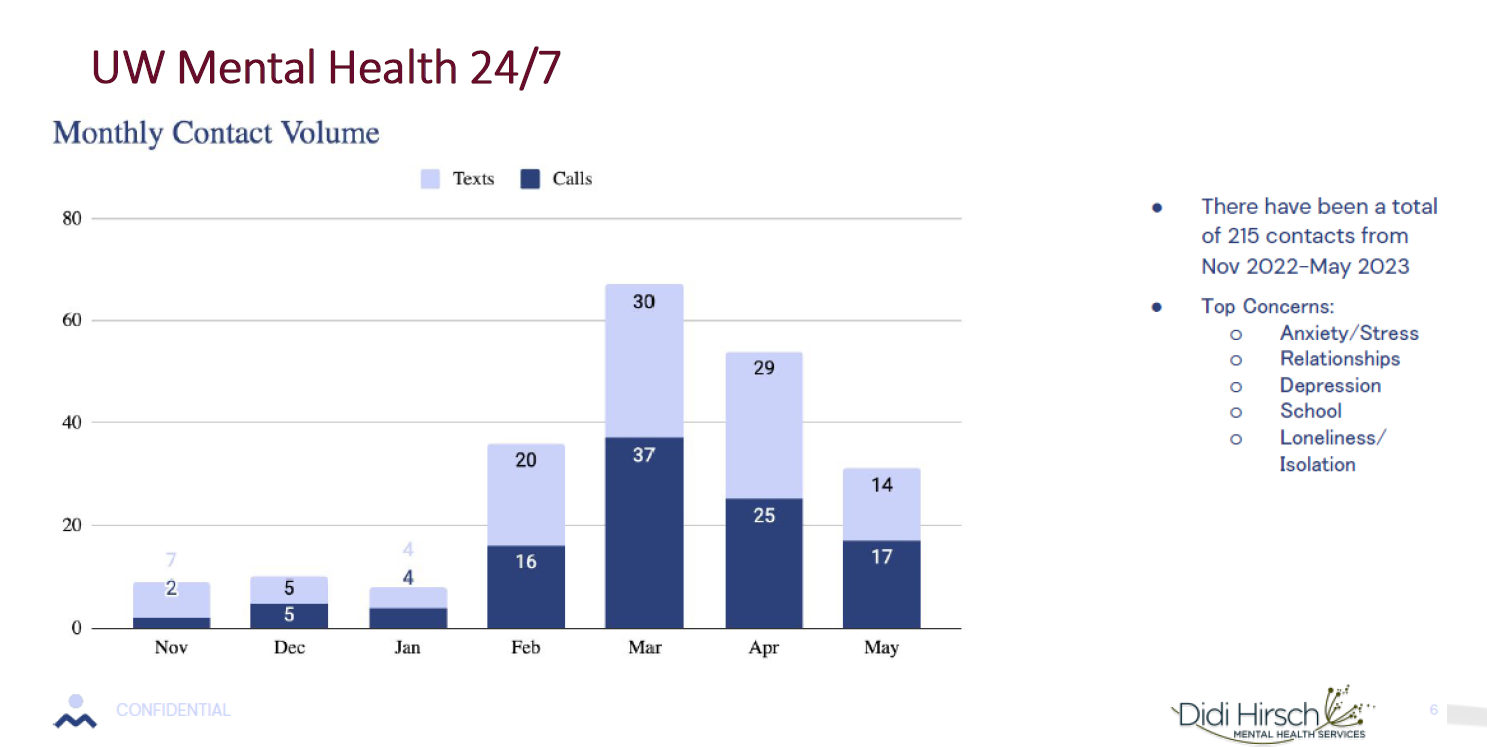 UW Mental Health 24/7
Monthly Contact Volume
Texts Calls
80
60
40
20
0
7
2
5
5
4
4
20
16
30
37
29
25
14
17
Nov Dec Jan Feb Mar Apr May
● There have been a total
of 215 contacts from
Nov 2022-May 2023
● Top Concerns:
o Anxiety/Stress
o Relationships
o Depression
o School
o Loneliness/
Isolation
CONFIDENTIAL
Didi Hirsch
MENTAL HEALTH SERVICES
6